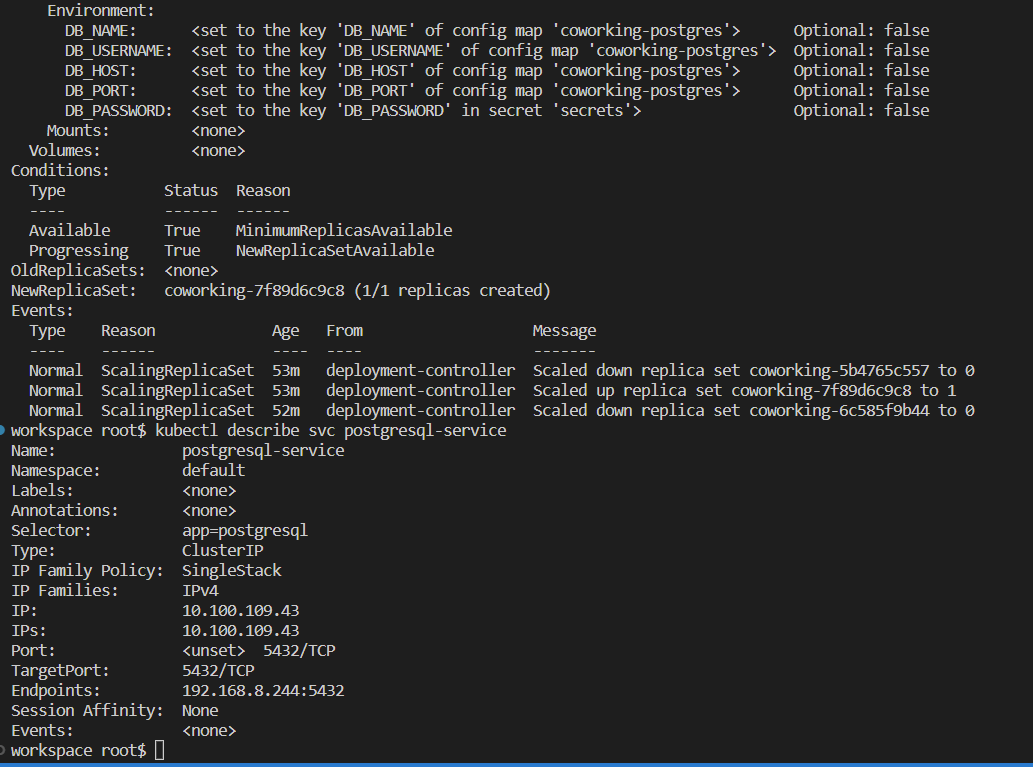 Environment:
      DB_NAME:      <set to the key 'DB_NAME' of config map 'coworking-postgres'>      Optional: false
      DB_USERNAME:  <set to the key 'DB_USERNAME' of config map 'coworking-postgres'>  Optional: false
      DB_HOST:      <set to the key 'DB_HOST' of config map 'coworking-postgres'>      Optional: false
      DB_PORT:      <set to the key 'DB_PORT' of config map 'coworking-postgres'>      Optional: false
      DB_PASSWORD:  <set to the key 'DB_PASSWORD' in secret 'secrets'>                 Optional: false
    Mounts:         <none>
  Volumes:          <none>
Conditions:
  Type           Status  Reason
  ----           ------  ------
  Available      True    MinimumReplicasAvailable
  Progressing    True    NewReplicaSetAvailable
OldReplicaSets:  <none>
NewReplicaSet:   coworking-7f89d6c9c8 (1/1 replicas created)
Events:
  Type    Reason             Age   From                   Message
  ----    ------             ----  ----                   -------
  Normal  ScalingReplicaSet  53m   deployment-controller  Scaled down replica set coworking-5b4765c557 to 0
  Normal  ScalingReplicaSet  53m   deployment-controller  Scaled up replica set coworking-7f89d6c9c8 to 1
  Normal  ScalingReplicaSet  52m   deployment-controller  Scaled down replica set coworking-6c585f9b44 to 0
workspace root$ kubectl describe svc postgresql-service
Name:              postgresql-service
Namespace:         default
Labels:            <none>
Annotations:       <none>
Selector:          app=postgresql
Type:              ClusterIP
IP Family Policy:  SingleStack
IP Families:       IPv4
IP:                10.100.109.43
IPs:               10.100.109.43
Port:              <unset>  5432/TCP
TargetPort:        5432/TCP
Endpoints:         192.168.8.244:5432
Session Affinity:  None
Events:            <none>
workspace root$